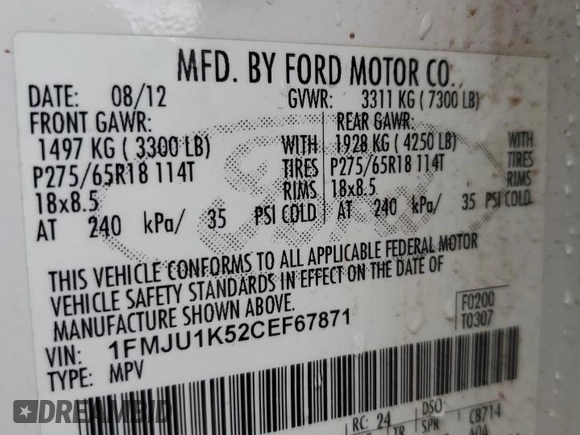 MFD. BY FORD MOTOR CO.
DATE: 08/12 GVWR: 3311 KG ( 7300 LB)
FRONT GAWR: REAR GAWR:
1497 KG ( 3300 LB) WITH 1928 KG ( 4250 LB) WITH
P275/65R18 114T TIRES P275/65R18 114T TIRES
18x8.5 RIMS 18x8.5 RIMS
AT 240 kPa/ 35 PSI COLD AT 240 kPa/ 35 PSI COLD
Ford
THIS VEHICLE CONFORMS TO ALL APPLICABLE FEDERAL MOTOR
VEHICLE SAFETY STANDARDS IN EFFECT ON THE DATE OF
MANUFACTURE SHOWN ABOVE.
F0200
VIN: 1FMJU1K52CEF67871 T0307
TYPE: MPV
RC: 24 DSO:
TR SPR C8714
DREAMBID